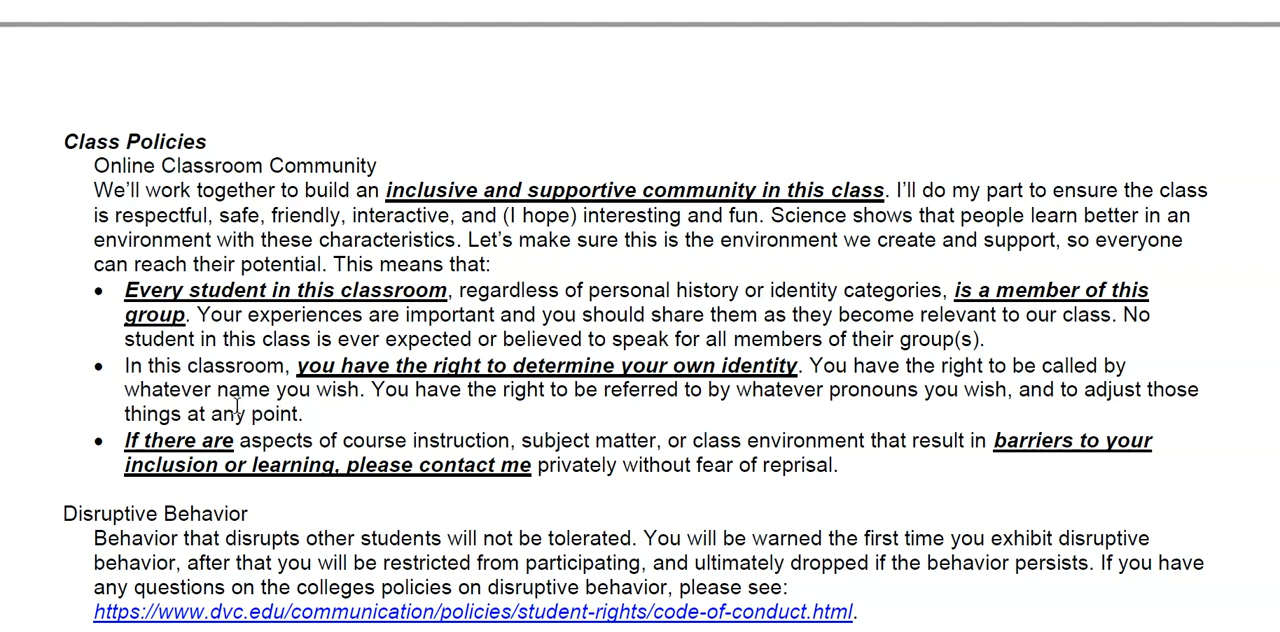 Class Policies
Online Classroom Community
We'll work together to build an inclusive and supportive community in this class. I'll do my part to ensure the class
is respectful, safe, friendly, interactive, and (I hope) interesting and fun. Science shows that people learn better in an
environment with these characteristics. Let's make sure this is the environment we create and support, so everyone
can reach their potential. This means that:
• Every student in this classroom, regardless of personal history or identity categories, is a member of this
group. Your experiences are important and you should share them as they become relevant to our class. No
student in this class is ever expected or believed to speak for all members of their group(s).
• In this classroom, you have the right to determine your own identity. You have the right to be called by
whatever name you wish. You have the right to be referred to by whatever pronouns you wish, and to adjust those
things at any point.
• If there are aspects of course instruction, subject matter, or class environment that result in barriers to your
inclusion or learning, please contact me privately without fear of reprisal.
Disruptive Behavior
Behavior that disrupts other students will not be tolerated. You will be warned the first time you exhibit disruptive
behavior, after that you will be restricted from participating, and ultimately dropped if the behavior persists. If you have
any questions on the colleges policies on disruptive behavior, please see:
https://www.dvc.edu/communication/policies/student-rights/code-of-conduct.html.